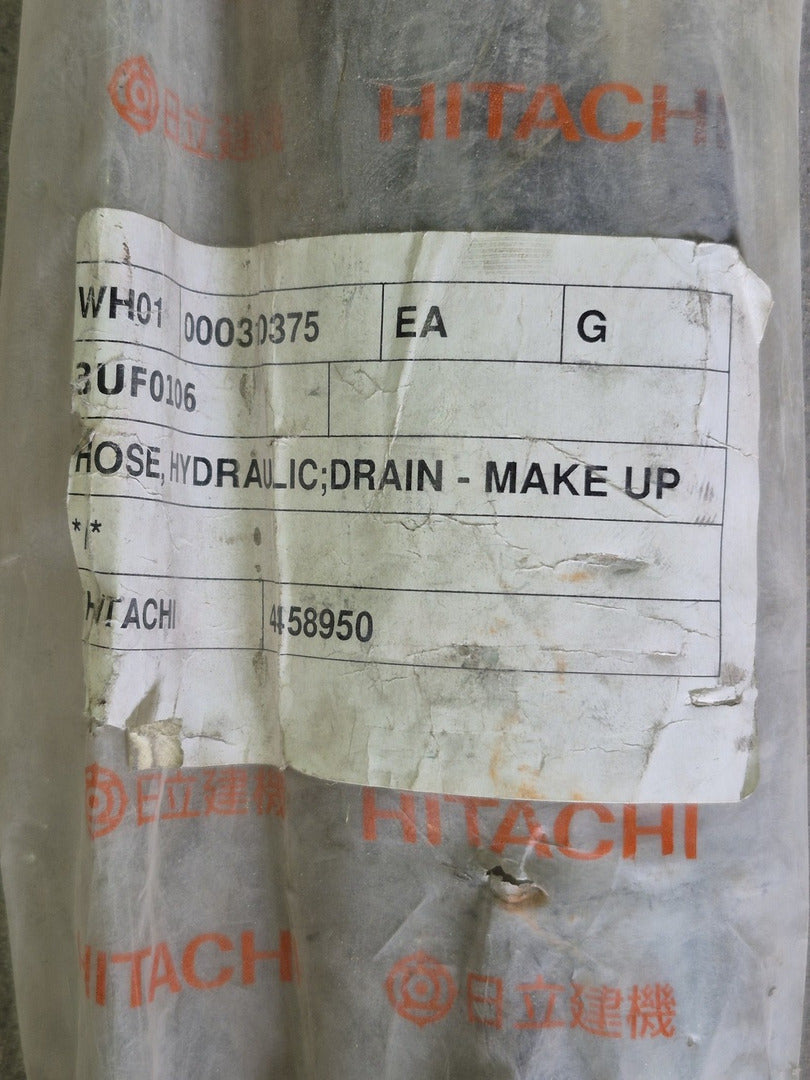 日立建機 HITACHI
WH01 00030375 EA G
3UF0106
HOSE, HYDRAULIC;DRAIN - MAKE UP
*/*
HITACHI 4458950
日立建機 HITACHI
HITACHI 日立建機